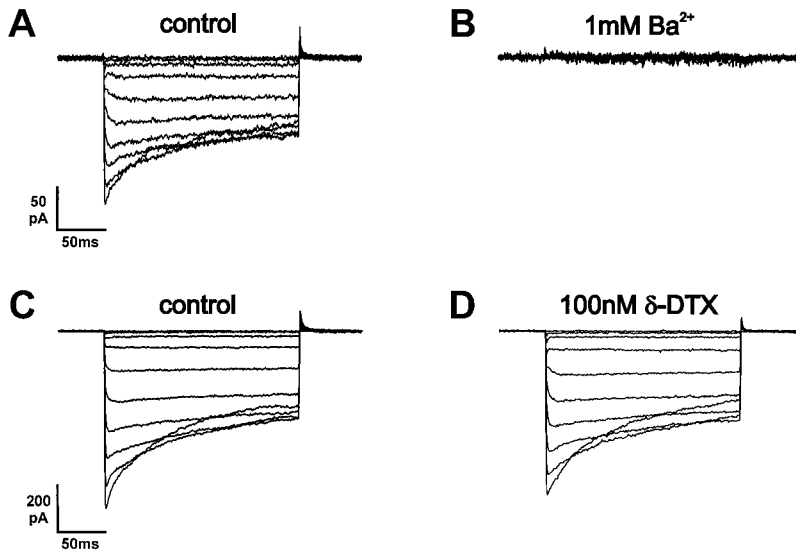 A
control
B
1mM Ba²⁺
50
pA
50ms
C
control
D
100nM δ-DTX
200
pA
50ms